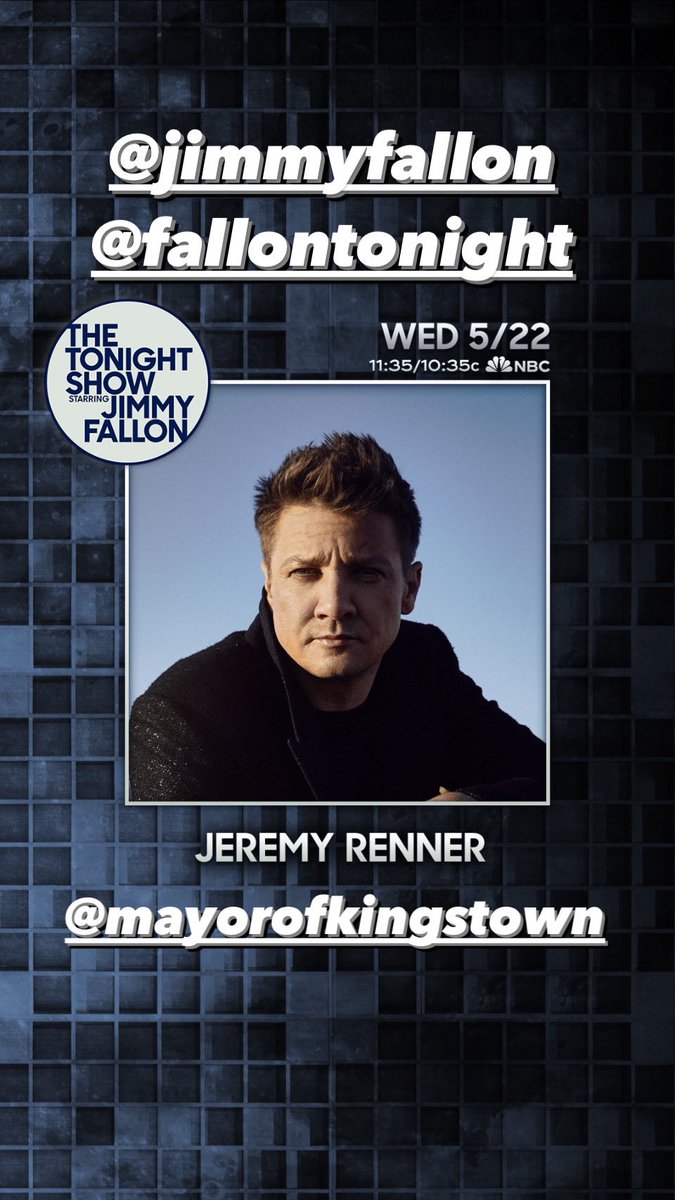 @jimmyfallon
@fallontonight
THE
TONIGHT
SHOW
STARRING JIMMY
FALLON
WED 5/22
11:35/10:35c NBC
JEREMY RENNER
@mayorofkingstown